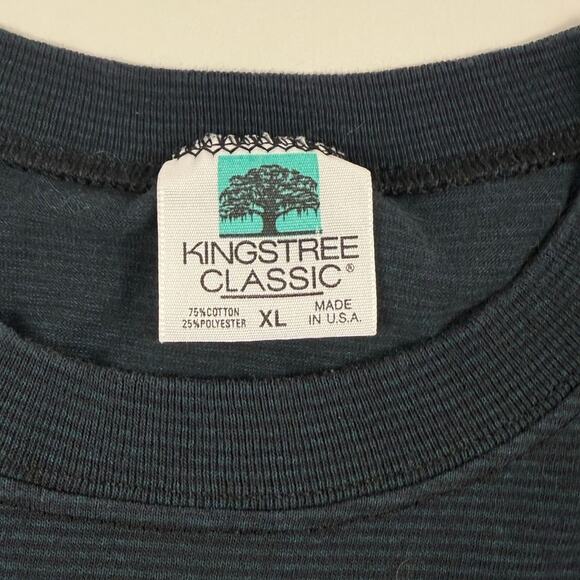 KINGSTREE
CLASSIC®
75%COTTON
25%POLYESTER
XL
MADE
IN U.S.A.